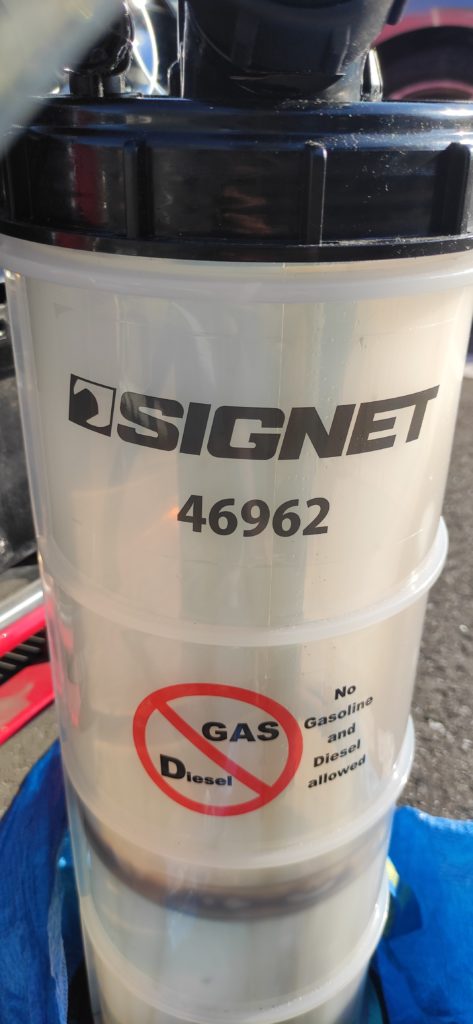 SIGNET
46962
GAS
Diesel
No
Gasoline
and
Diesel
allowed